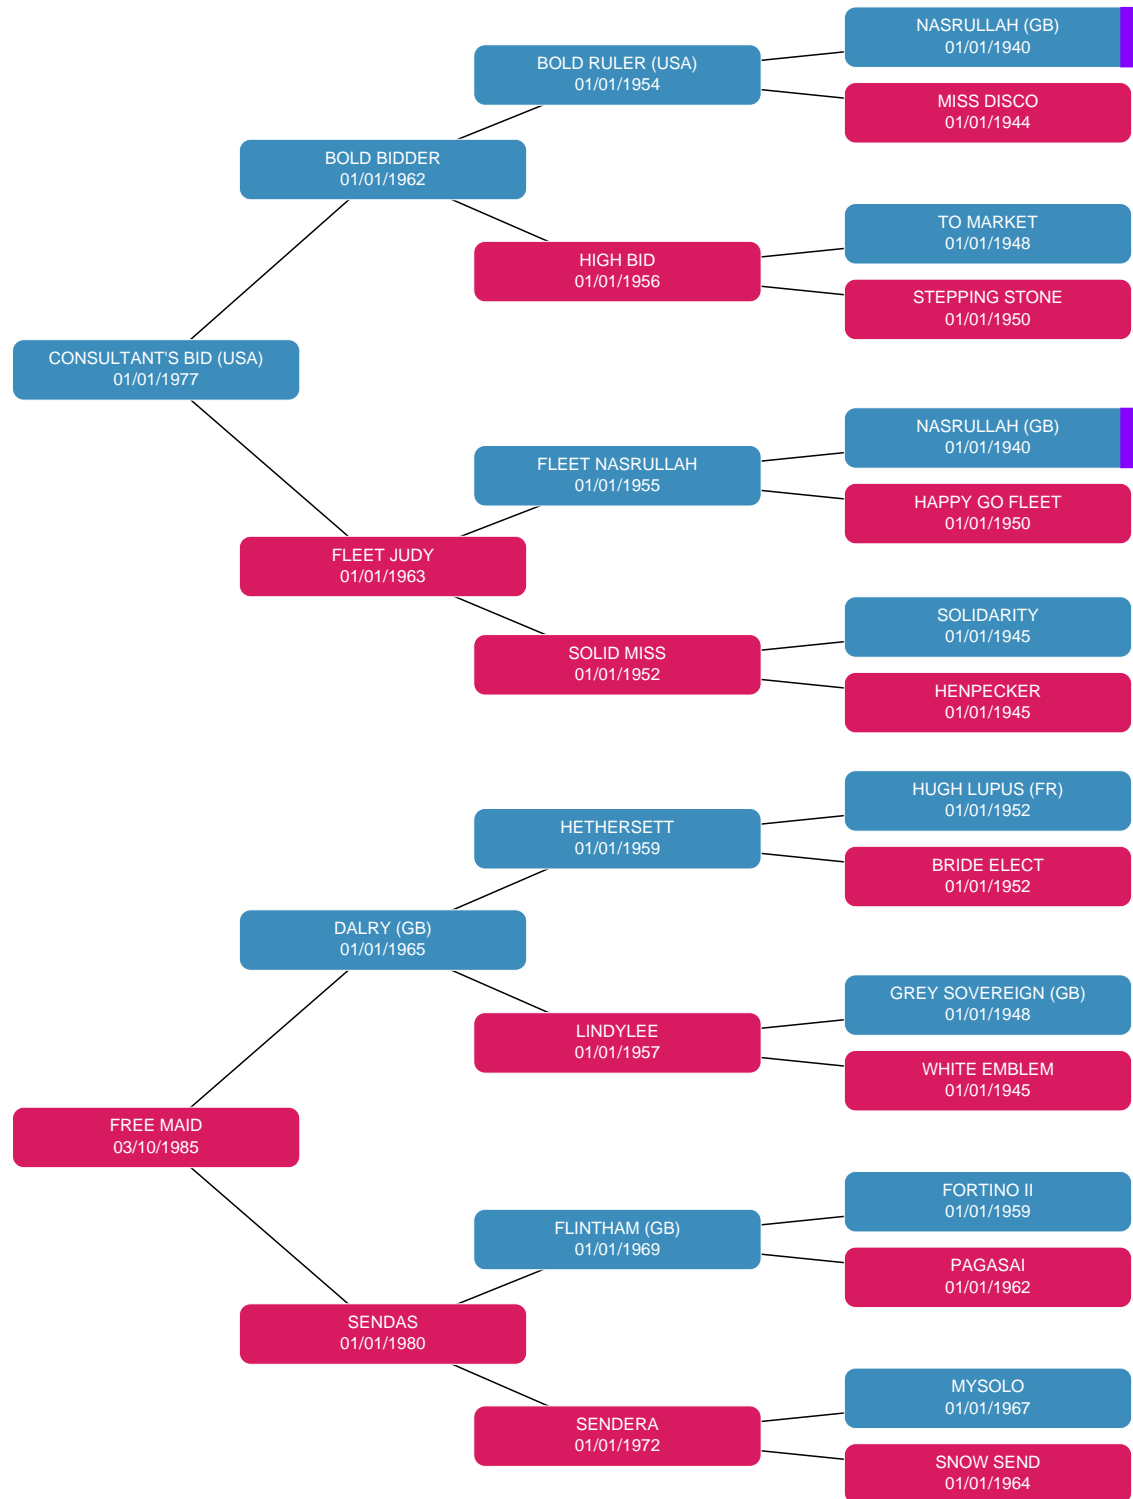 NASRULLAH (GB)
01/01/1940
BOLD RULER (USA)
01/01/1954
MISS DISCO
01/01/1944
BOLD BIDDER
01/01/1962
TO MARKET
01/01/1948
HIGH BID
01/01/1956
STEPPING STONE
01/01/1950
CONSULTANT'S BID (USA)
01/01/1977
NASRULLAH (GB)
01/01/1940
FLEET NASRULLAH
01/01/1955
HAPPY GO FLEET
01/01/1950
FLEET JUDY
01/01/1963
SOLIDARITY
01/01/1945
SOLID MISS
01/01/1952
HENPECKER
01/01/1945
HUGH LUPUS (FR)
01/01/1952
HETHERSETT
01/01/1959
BRIDE ELECT
01/01/1952
DALRY (GB)
01/01/1965
GREY SOVEREIGN (GB)
01/01/1948
LINDYLEE
01/01/1957
WHITE EMBLEM
01/01/1945
FREE MAID
03/10/1985
FORTINO II
01/01/1959
FLINTHAM (GB)
01/01/1969
PAGASAI
01/01/1962
SENDAS
01/01/1980
MYSOLO
01/01/1967
SENDERA
01/01/1972
SNOW SEND
01/01/1964